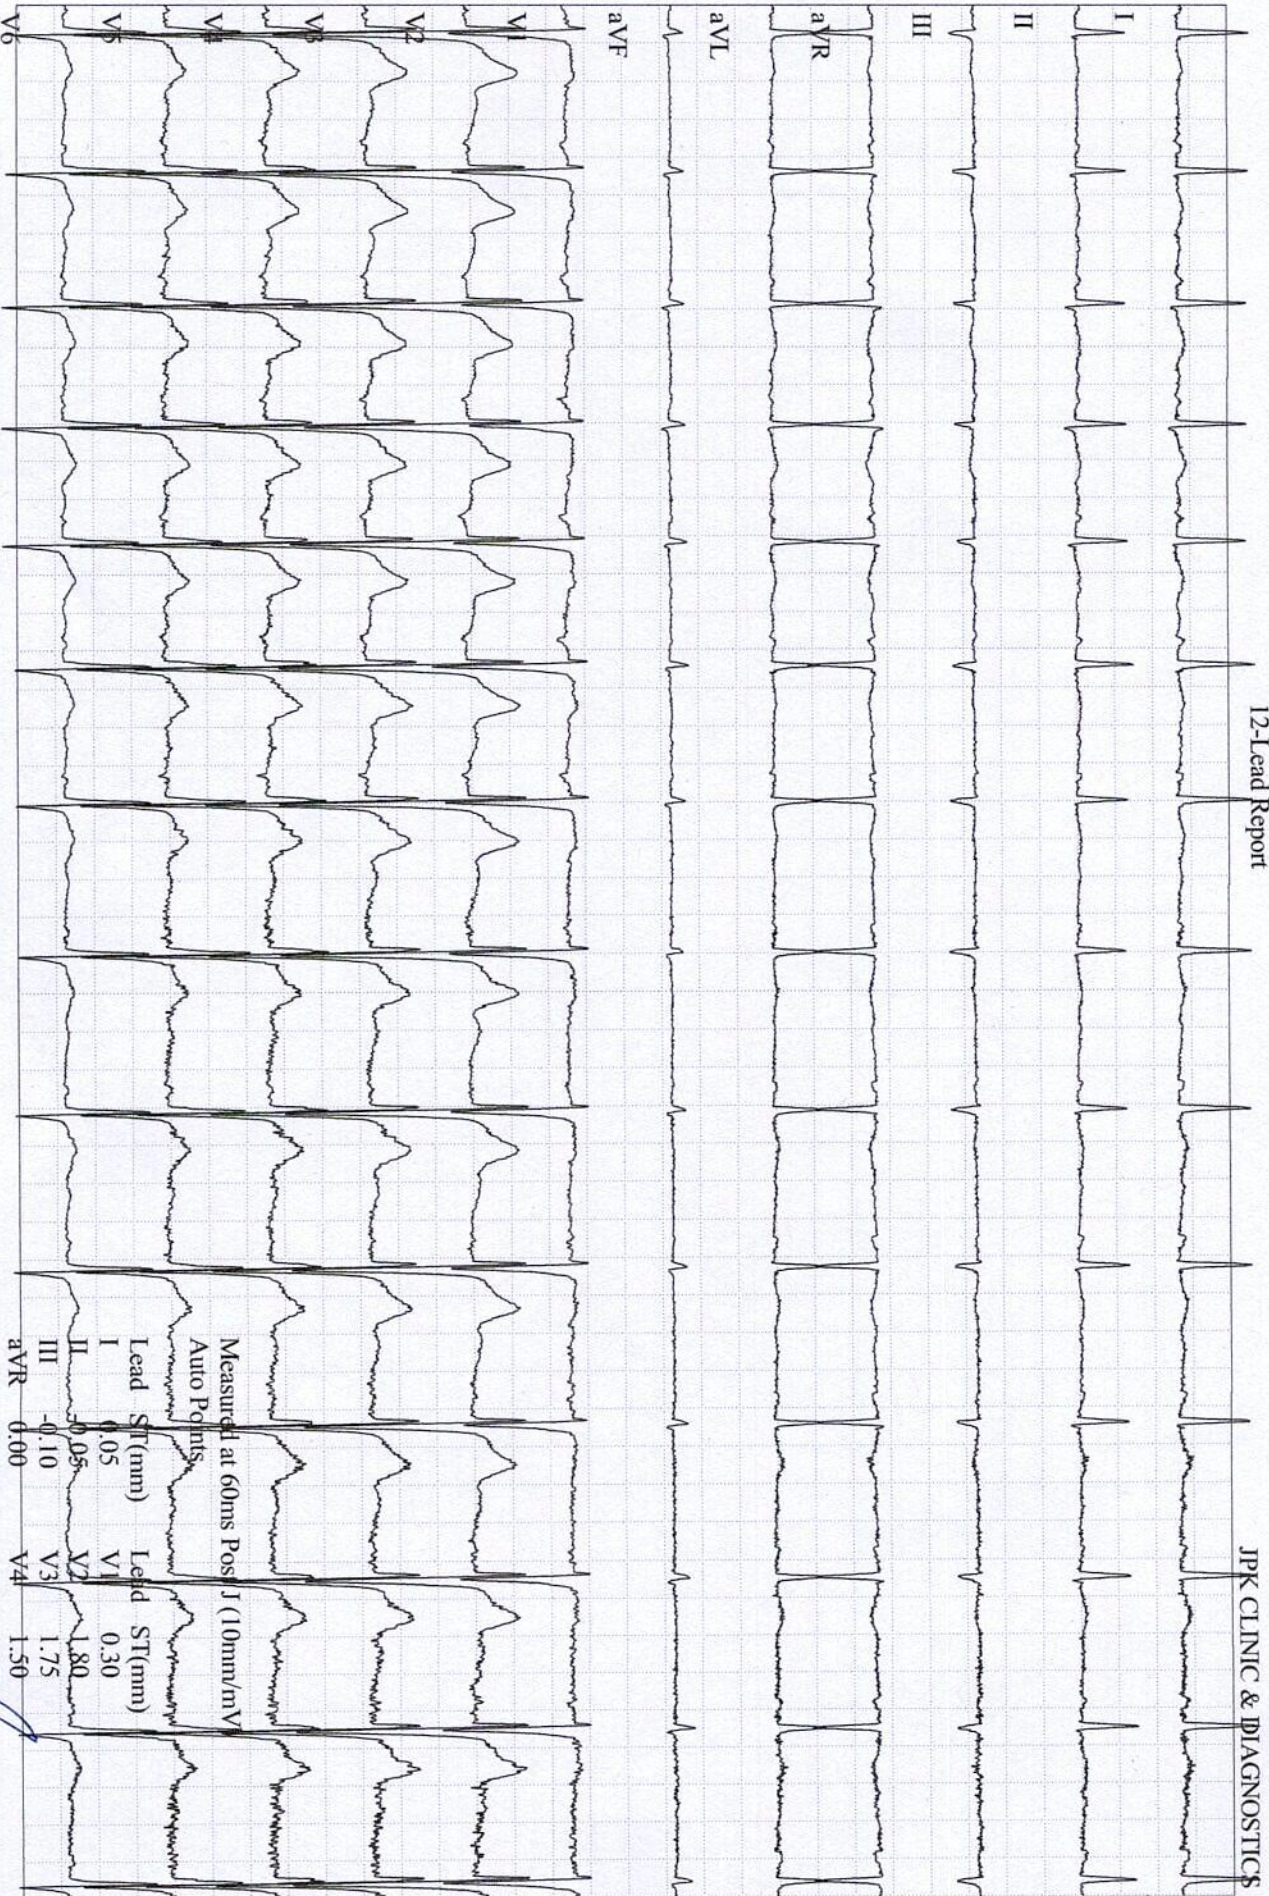 12-Lead Report
JPK CLINIC & DIAGNOSTICS
I
II
III
aVR
aVL
aVF
V1
V2
V3
V4
V5
V6
Measured at 60ms Post J (10mm/mV)
Auto Points
Lead ST(mm) Lead ST(mm)
I 0.05 V1 0.30
II -0.05 V2 1.80
III -0.10 V3 1.75
aVR 0.00 V4 1.50